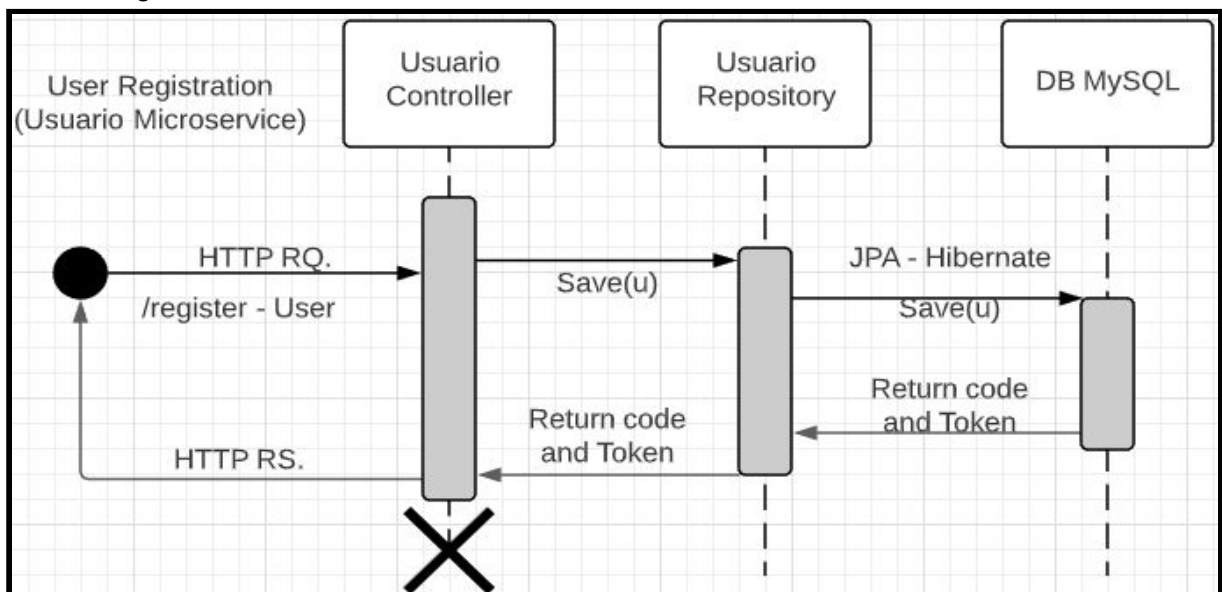 User Registration
(Usuario Microservice)
Usuario
Controller
Usuario
Repository
DB MySQL
HTTP RQ.
/register - User
Save(u)
JPA - Hibernate
Save(u)
Return code
and Token
Return code
and Token
HTTP RS.